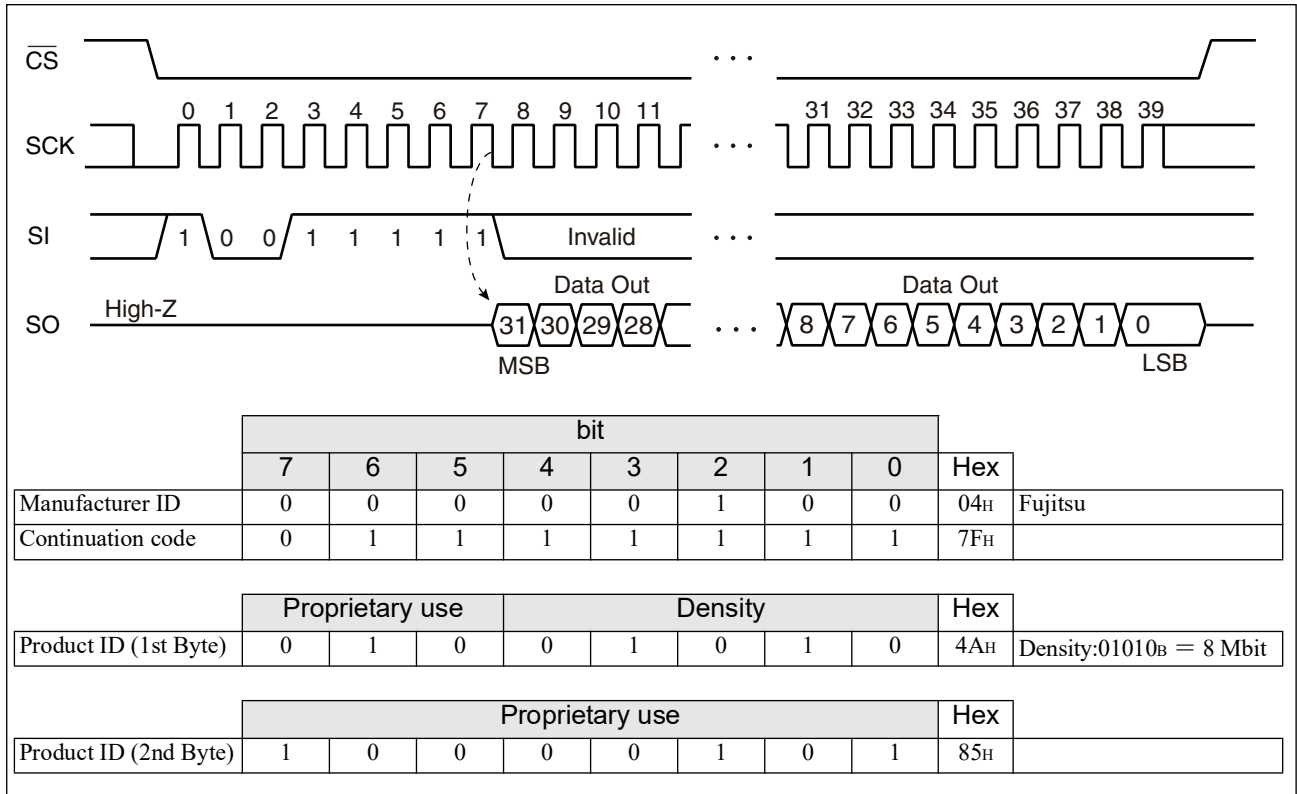 CS
0 1 2 3 4 5 6 7 8 9 10 11 31 32 33 34 35 36 37 38 39
SCK
SI 1 0 0 1 1 1 1 1 Invalid
High-Z Data Out Data Out
SO 31 30 29 28 8 7 6 5 4 3 2 1 0
MSB LSB
bit
7 6 5 4 3 2 1 0 Hex
Manufacturer ID 0 0 0 0 0 1 0 0 04H Fujitsu
Continuation code 0 1 1 1 1 1 1 1 7FH
Proprietary use Density Hex
Product ID (1st Byte) 0 1 0 0 1 0 1 0 4AH Density:01010B = 8 Mbit
Proprietary use Hex
Product ID (2nd Byte) 1 0 0 0 0 1 0 1 85H